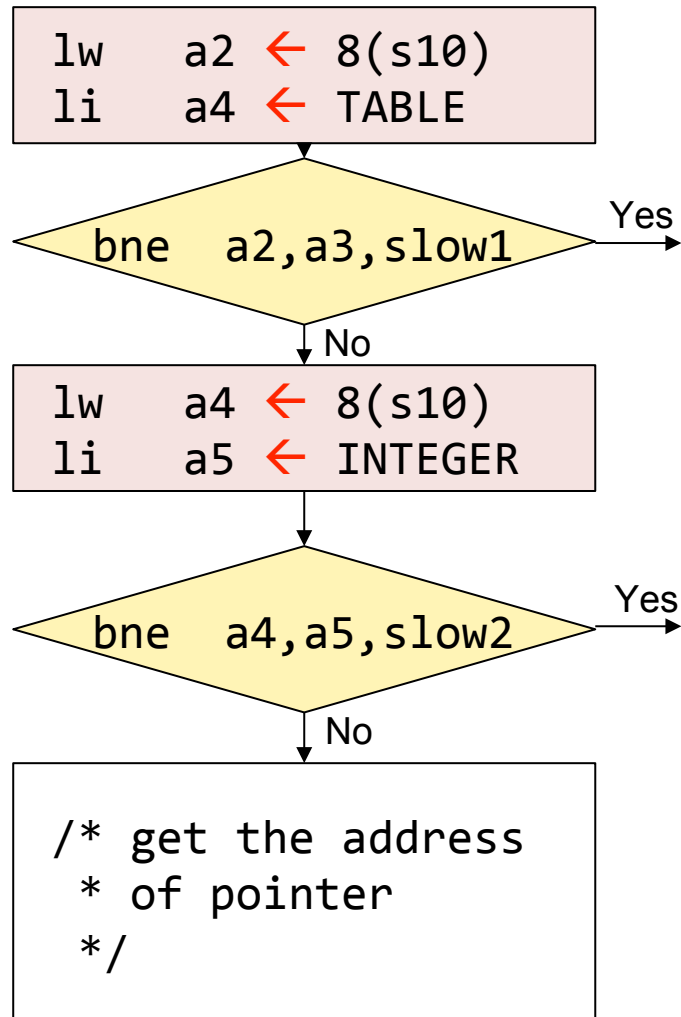 lw a2 ← 8(s10)
li a4 ← TABLE
bne a2,a3,slow1
Yes
No
lw a4 ← 8(s10)
li a5 ← INTEGER
bne a4,a5,slow2
Yes
No
/* get the address
* of pointer
*/